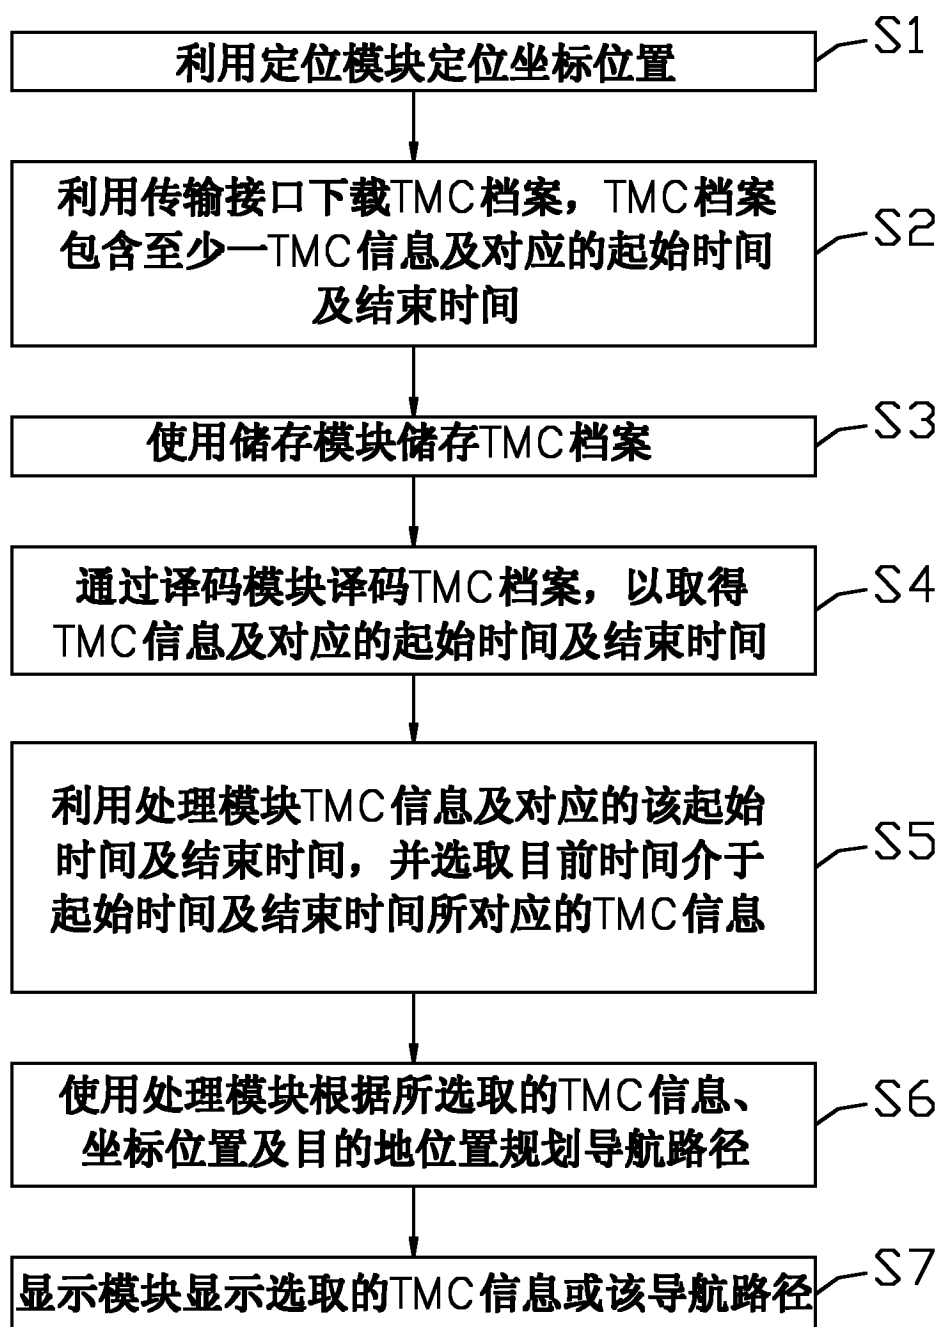 利用定位模块定位坐标位置
S1
利用传输接口下载TMC档案，TMC档案
包含至少一TMC信息及对应的起始时间
及结束时间
S2
使用储存模块储存TMC档案
S3
通过译码模块译码TMC档案，以取得
TMC信息及对应的起始时间及结束时间
S4
利用处理模块TMC信息及对应的该起始
时间及结束时间，并选取目前时间介于
起始时间及结束时间所对应的TMC信息
S5
使用处理模块根据所选取的TMC信息、
坐标位置及目的地位置规划导航路径
S6
显示模块显示选取的TMC信息或该导航路径
S7